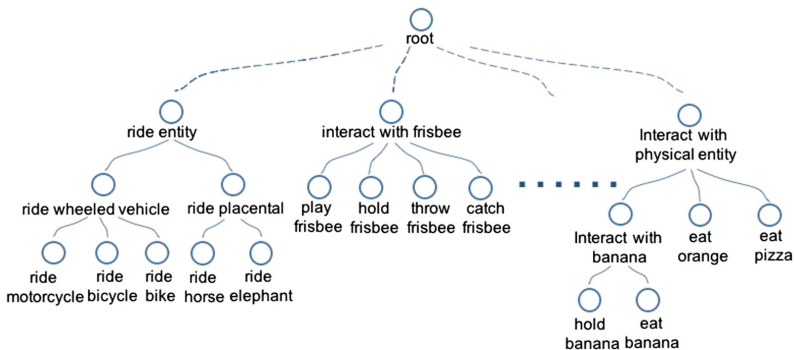 root
ride entity
interact with frisbee
Interact with
physical entity
ride wheeled vehicle
ride placental
play
frisbee
hold
frisbee
throw
frisbee
catch
frisbee
Interact with
banana
eat
orange
eat
pizza
ride
motorcycle
ride
bicycle
ride
bike
ride
horse
ride
elephant
hold
banana
eat
banana